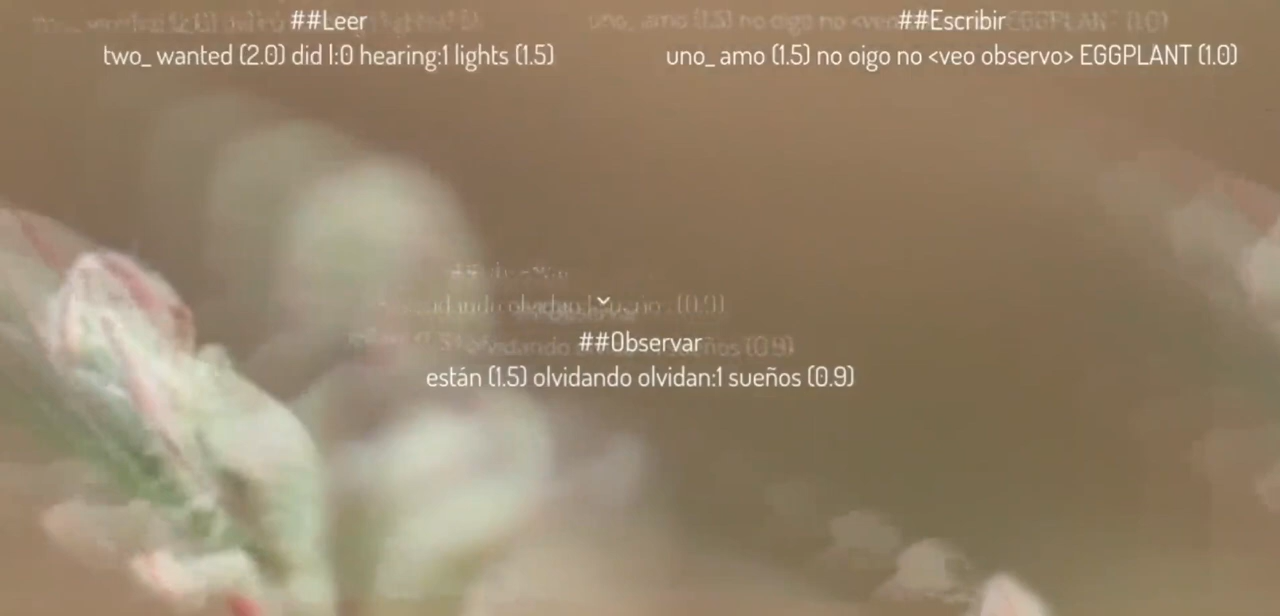 ##Leer
two_ wanted (2.0) did I:0 hearing:1 lights (1.5)
##Escribir
uno_ amo (1.5) no oigo no <veo observo> EGGPLANT (1.0)
##Observar
están (1.5) olvidando olvidan:1 sueños (0.9)